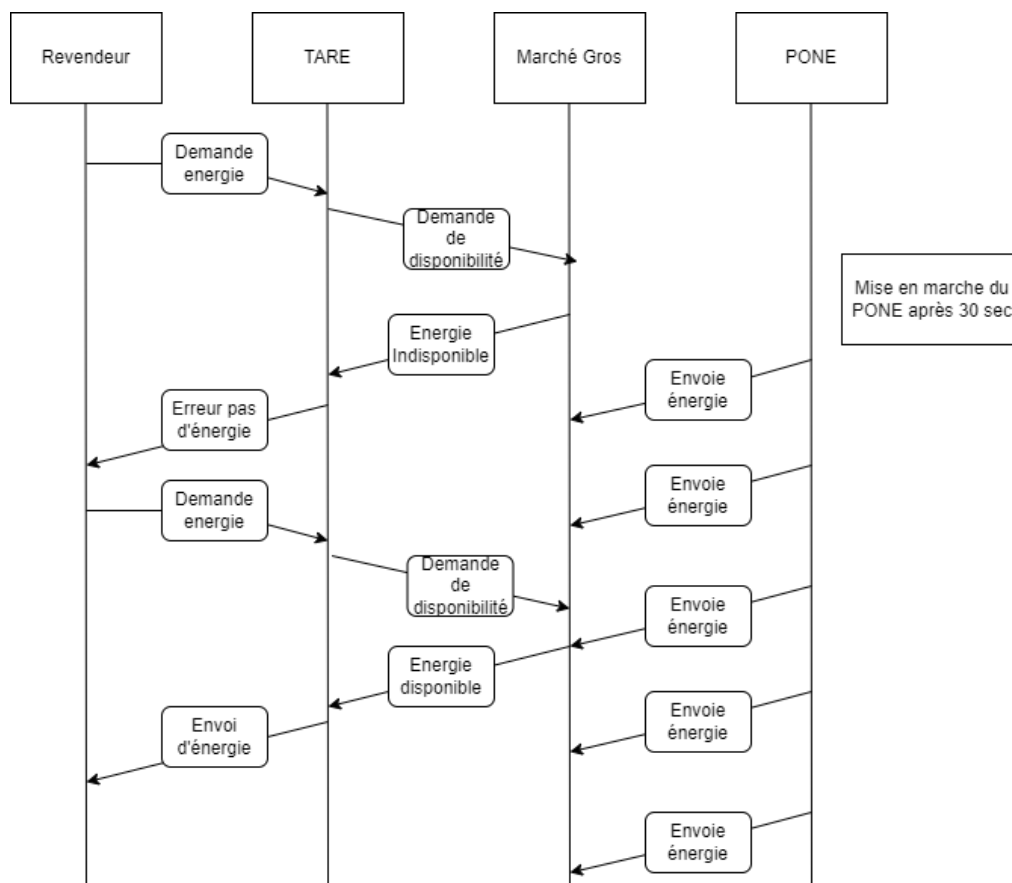 Revendeur
TARE
Marché Gros
PONE
Demande
energie
Demande
de
disponibilité
Mise en marche du
PONE après 30 sec
Energie
Indisponible
Envoie
énergie
Erreur pas
d'énergie
Envoie
énergie
Demande
energie
Demande
de
disponibilité
Envoie
énergie
Energie
disponible
Envoie
énergie
Envoi
d'énergie
Envoie
énergie